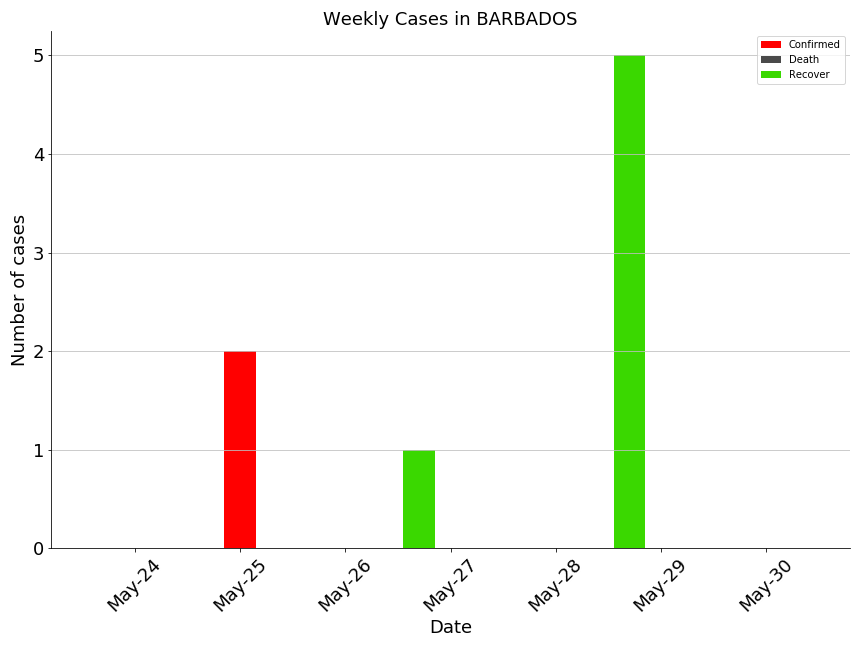 Weekly Cases in BARBADOS
Confirmed
Death
Recover
Number of cases
5
4
3
2
1
0
May-24
May-25
May-26
May-27
May-28
May-29
May-30
Date